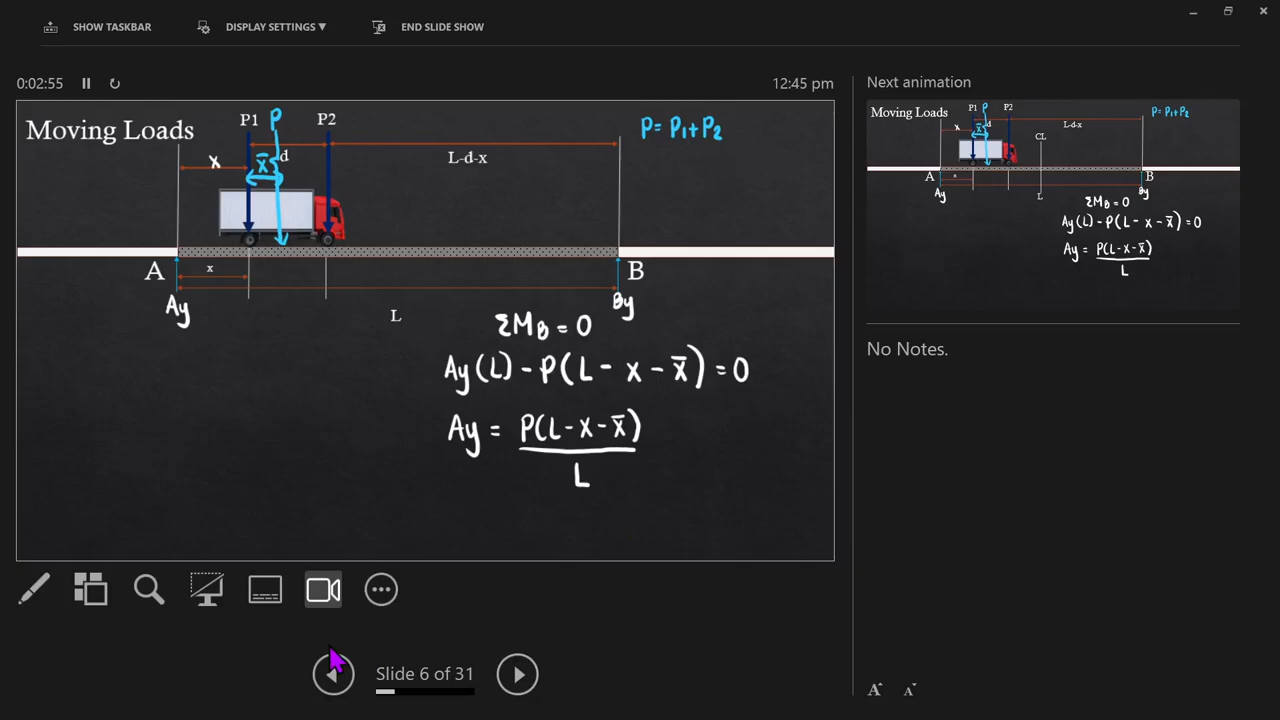 SHOW TASKBAR DISPLAY SETTINGS ▼ END SLIDE SHOW
0:02:55 12:45 pm
Moving Loads
P1 P P2
P = P₁+P₂
x x̄ d L-d-x
A x B
Ay L By
ΣM_B = 0
Ay(L) - P(L - x - x̄) = 0
Ay = P(L-x-x̄)
L
Slide 6 of 31
Next animation
Moving Loads
P1 P P2
P = P₁+P₂
x x̄ d L-d-x
CL
A x B
Ay L By
ΣM_B = 0
Ay(L) - P(L - x - x̄) = 0
Ay = P(L-x-x̄)
L
No Notes.
A A